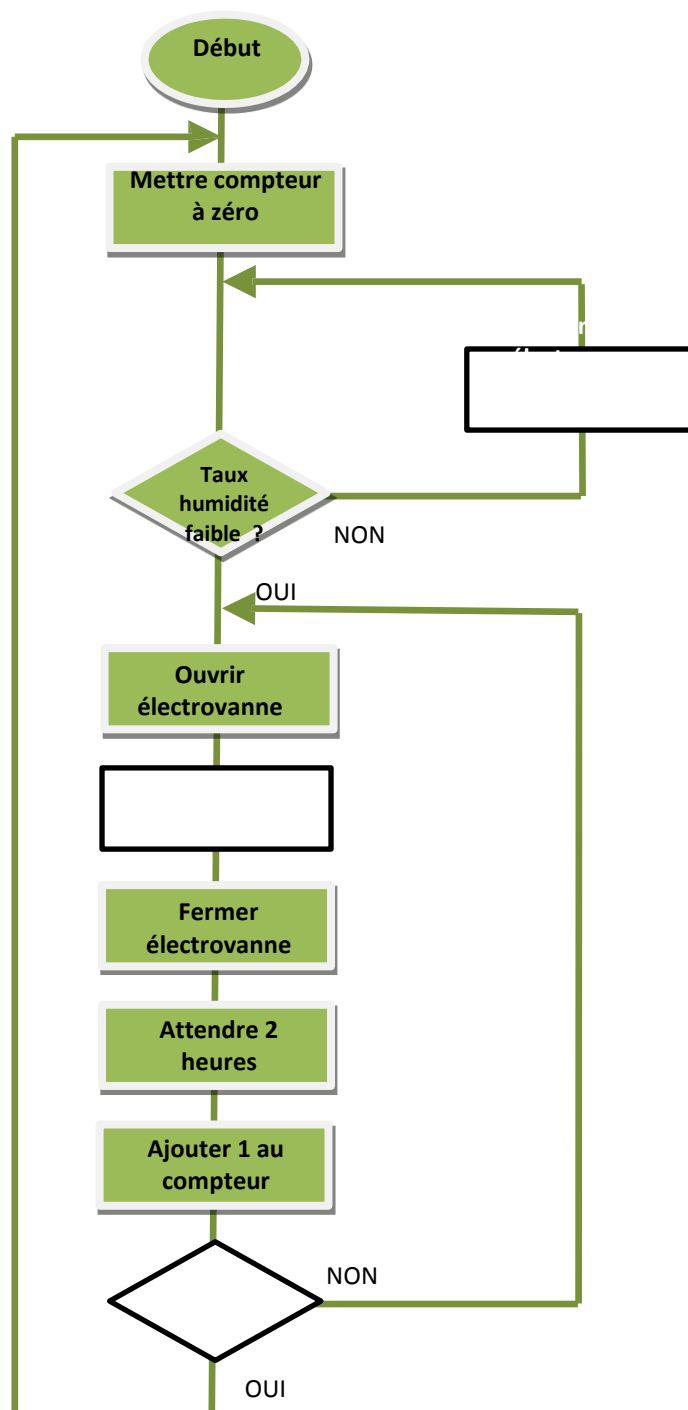 Début
Mettre compteur
à zéro
Taux
humidité
faible ?
NON
OUI
Ouvrir
électrovanne
Fermer
électrovanne
Attendre 2
heures
Ajouter 1 au
compteur
NON
OUI